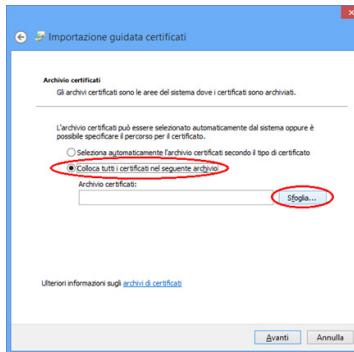 Importazione guidata certificati
Archivio certificati
Gli archivi certificati sono le aree del sistema dove i certificati sono archiviati.
L'archivio certificati può essere selezionato automaticamente dal sistema oppure è
possibile specificare il percorso per il certificato.
Seleziona automaticamente l'archivio certificati secondo il tipo di certificato
Colloca tutti i certificati nel seguente archivio
Archivio certificati:
Sfoglia...
Ulteriori informazioni sugli archivi di certificati
Avanti
Annulla